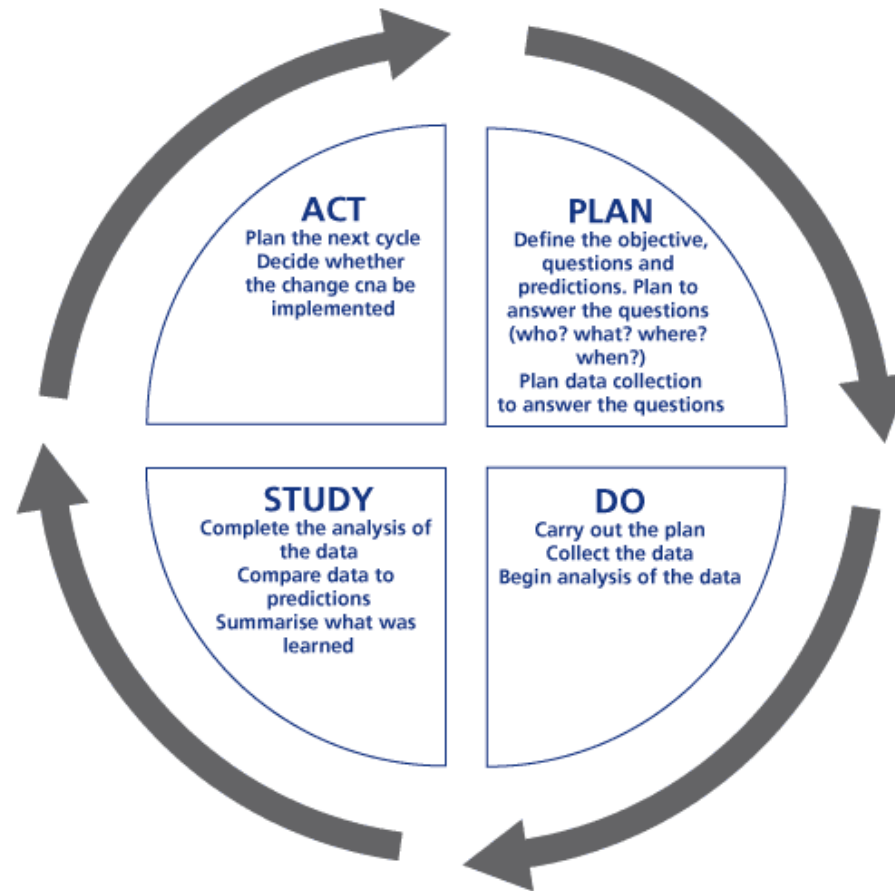 ACT
Plan the next cycle
Decide whether
the change cna be
implemented
PLAN
Define the objective,
questions and
predictions. Plan to
answer the questions
(who? what? where?
when?)
Plan data collection
to answer the questions
STUDY
Complete the analysis of
the data
Compare data to
predictions
Summarise what was
learned
DO
Carry out the plan
Collect the data
Begin analysis of the data